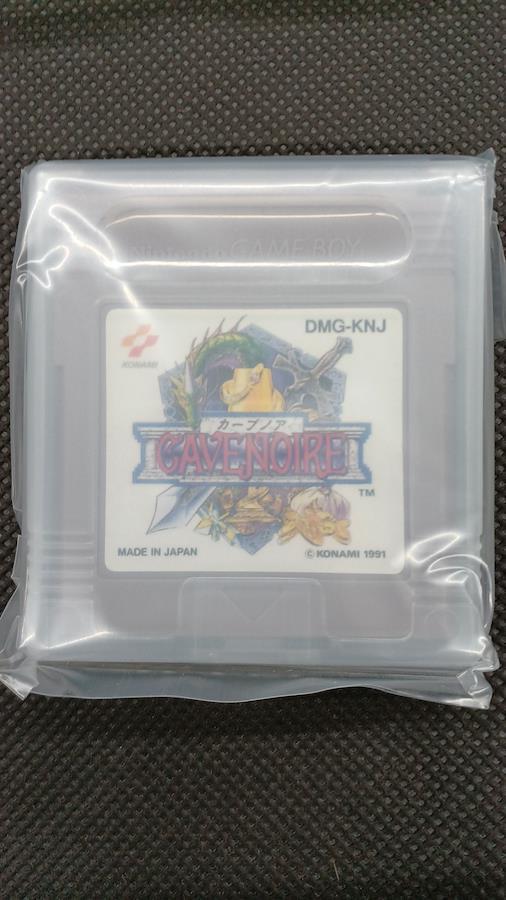 Nintendo GAME BOY
DMG-KNJ
KONAMI
カーブノア
CAVENOIRE
TM
MADE IN JAPAN
© KONAMI 1991